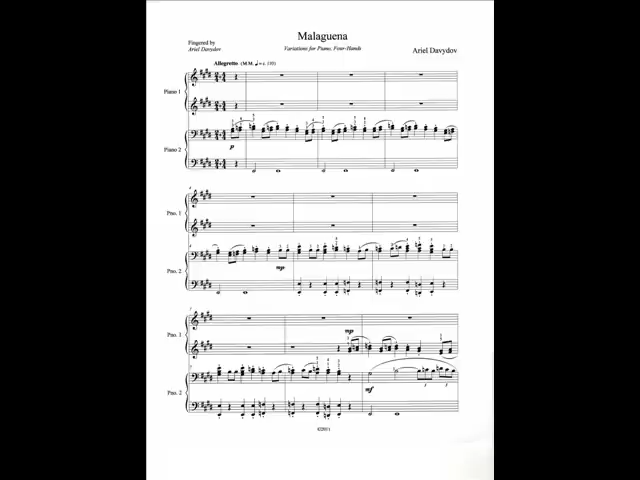 Malaguena
Variations for Piano, Four-Hands
Fingered by
Ariel Davydov
Ariel Davydov
Allegretto (M.M. ♩=c. 110)
Piano 1
Piano 2
p
Pno. 1
Pno. 2
mp
Pno. 1
mp
Pno. 2
mf
©2011